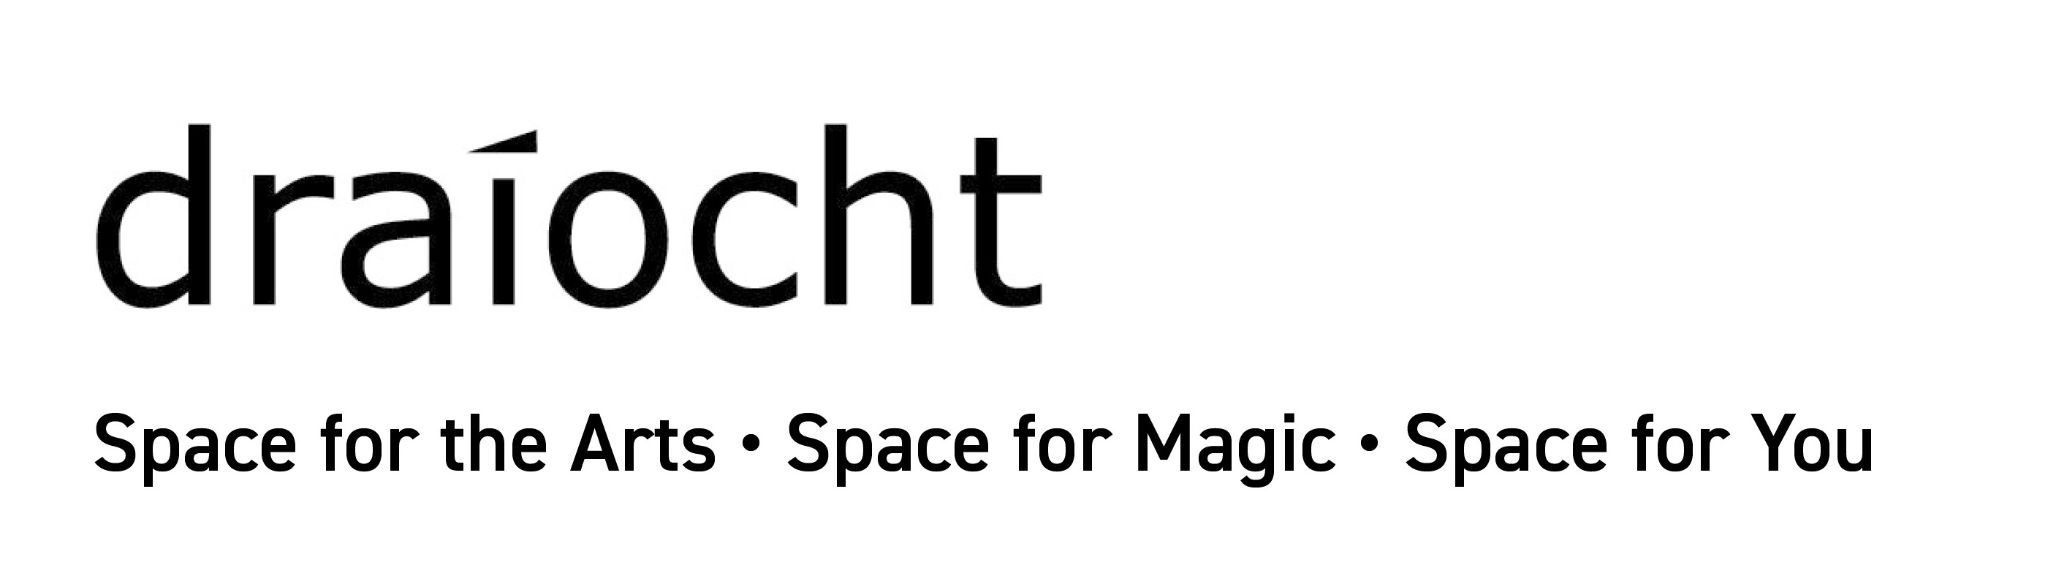 draíocht
Space for the Arts • Space for Magic • Space for You